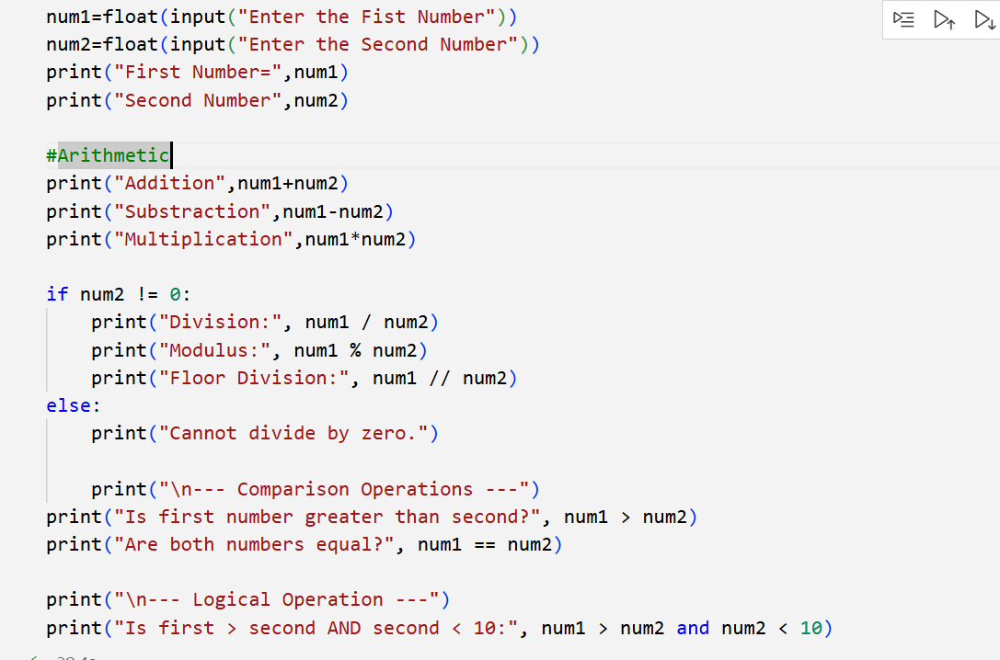 num1=float(input("Enter the Fist Number"))
num2=float(input("Enter the Second Number"))
print("First Number=",num1)
print("Second Number",num2)
#Arithmetic
print("Addition",num1+num2)
print("Substraction",num1-num2)
print("Multiplication",num1*num2)
if num2 != 0:
    print("Division:", num1 / num2)
    print("Modulus:", num1 % num2)
    print("Floor Division:", num1 // num2)
else:
    print("Cannot divide by zero.")
    print("\n--- Comparison Operations ---")
print("Is first number greater than second?", num1 > num2)
print("Are both numbers equal?", num1 == num2)
print("\n--- Logical Operation ---")
print("Is first > second AND second < 10:", num1 > num2 and num2 < 10)